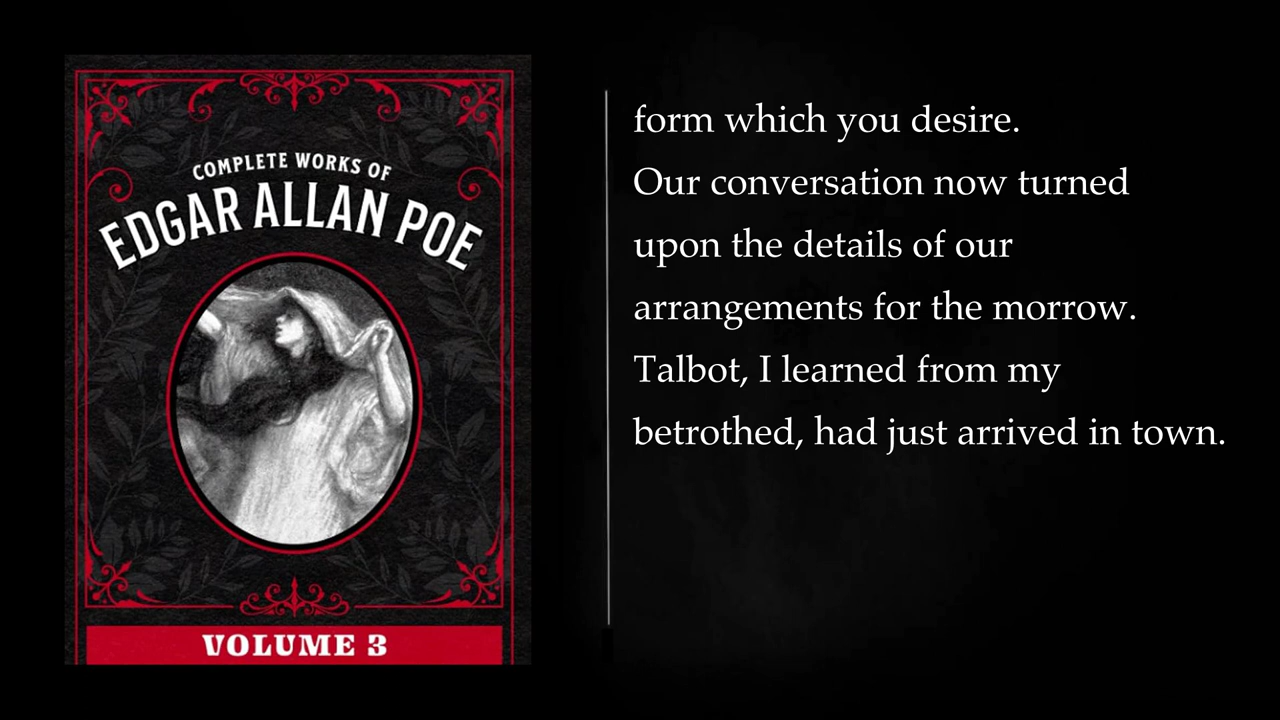 COMPLETE WORKS OF
EDGAR ALLAN POE
VOLUME 3
form which you desire.
Our conversation now turned
upon the details of our
arrangements for the morrow.
Talbot, I learned from my
betrothed, had just arrived in town.